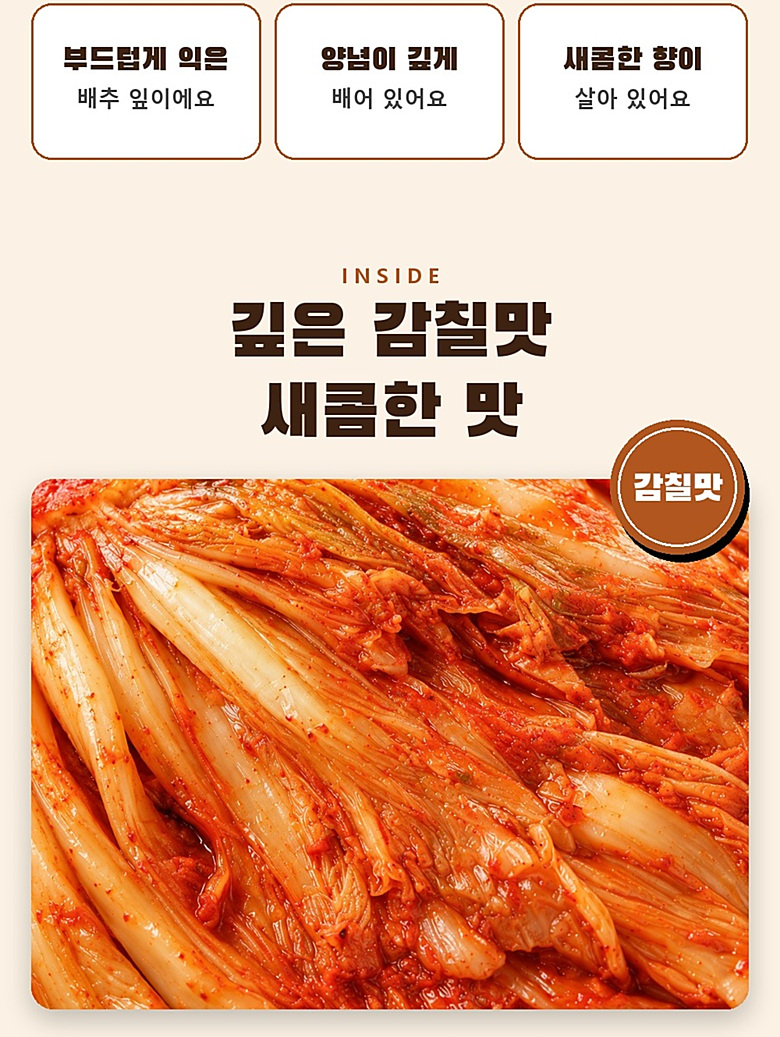 부드럽게 익은
배추 잎이에요
양념이 깊게
배어 있어요
새콤한 향이
살아 있어요
INSIDE
깊은 감칠맛
새콤한 맛
감칠맛